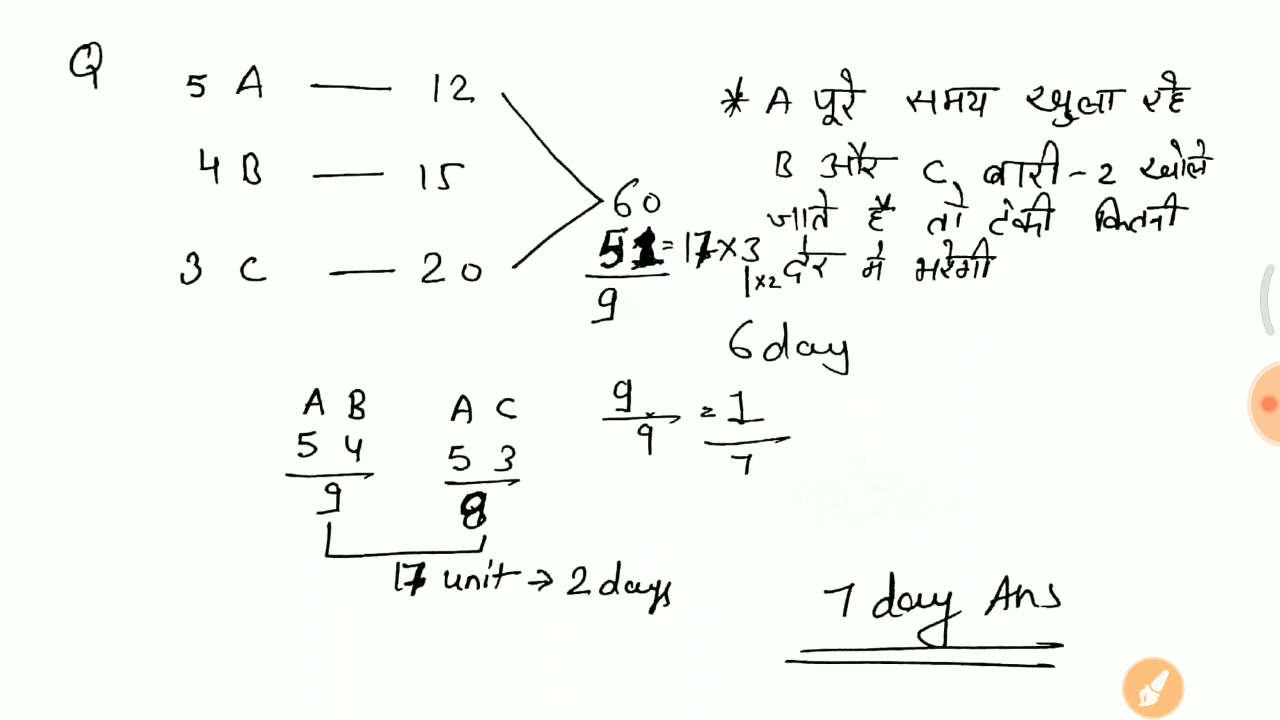 Q
5 A — 12
4 B — 15
3 C — 20
60
51 = 17×3
1×2
9
6 day
* A पूरे समय खुला रहे
B और C, बारी-2 खोले
जाते हैं तो टंकी कितनी
देर में भरेगी
A B
5 4
9
A C
5 3
8
9
9
= 1
7
17 unit → 2 days
7 day Ans